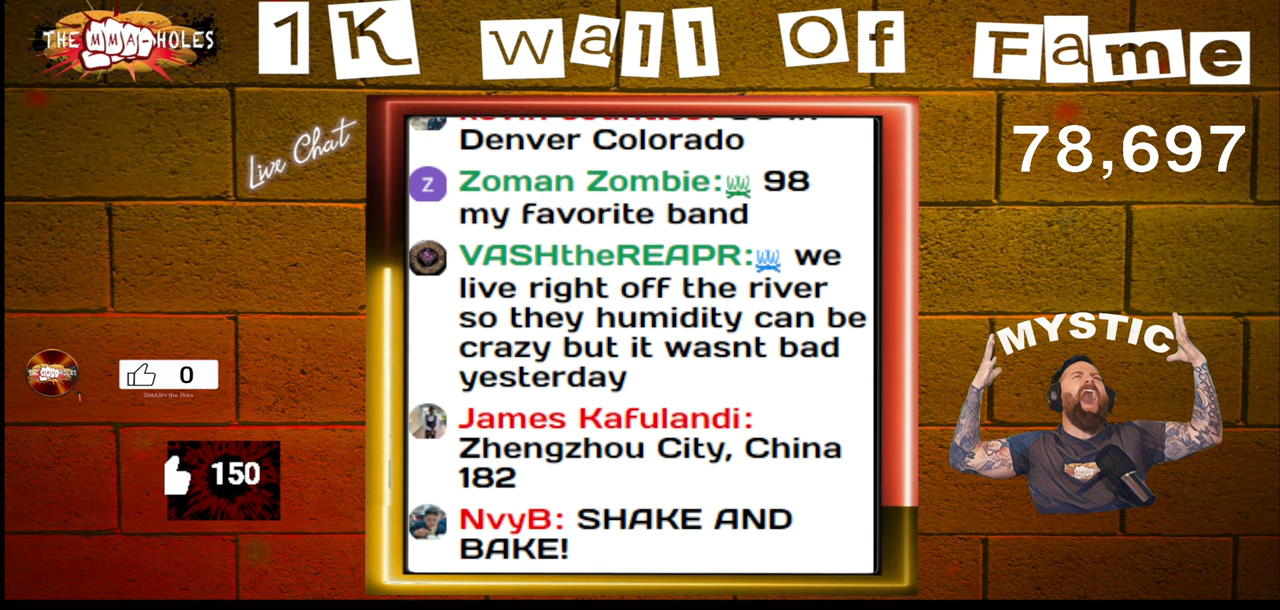 THE MMA-HOLES
1K Wall Of Fame
Live Chat
78,697
Denver Colorado
Z
Zoman Zombie: 98
my favorite band
VASHtheREAPR: we
live right off the river
so they humidity can be
crazy but it wasnt bad
yesterday
MYSTIC
0
SMASH the likes
150
James Kafulandi:
Zhengzhou City, China
182
NvyB: SHAKE AND
BAKE!